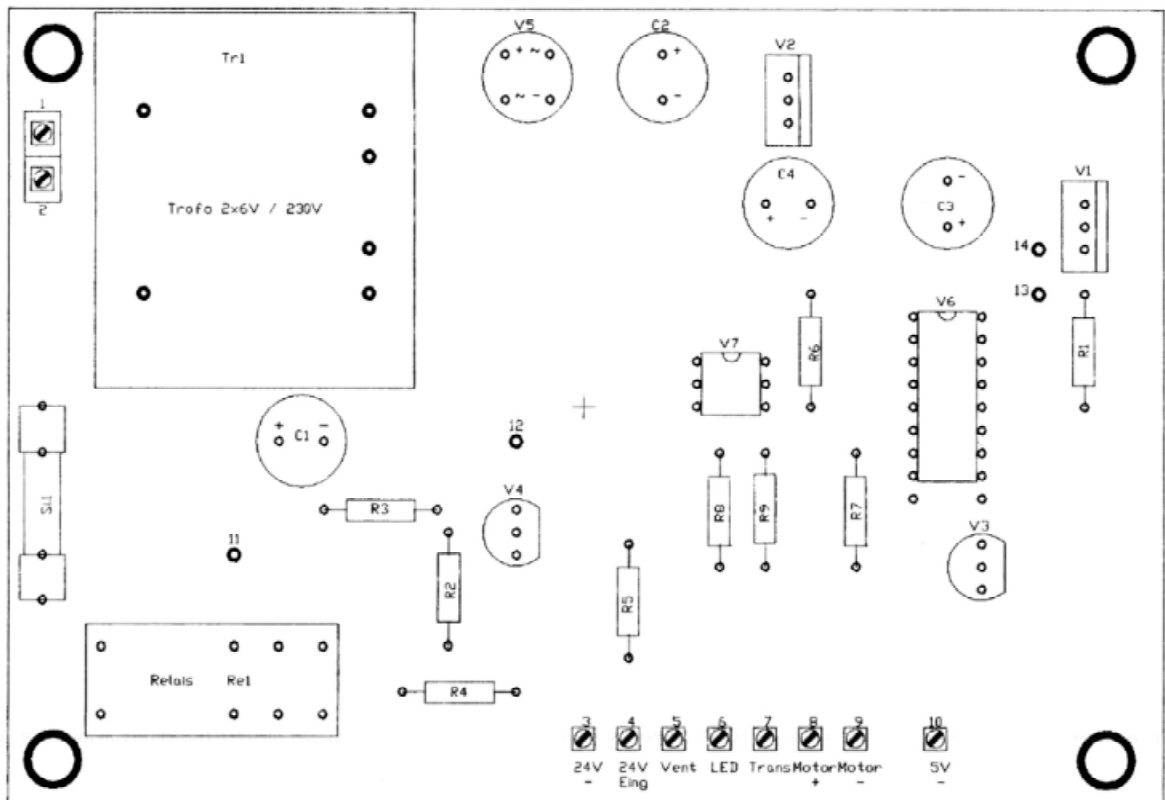 V5
C2
V2
Tr1
+ ~
~ -
+
-
1
2
Trafo 2x6V / 230V
C4
+ -
-
C3
+
V1
14
13
V6
V7
R6
R1
+ -
C1
12
Si1
R3
V4
R8
R9
R7
V3
11
R2
R5
Relais Re1
R4
3 4 5 6 7 8 9 10
24V 24V Vent LED Trans Motor Motor 5V
- Eing + - -